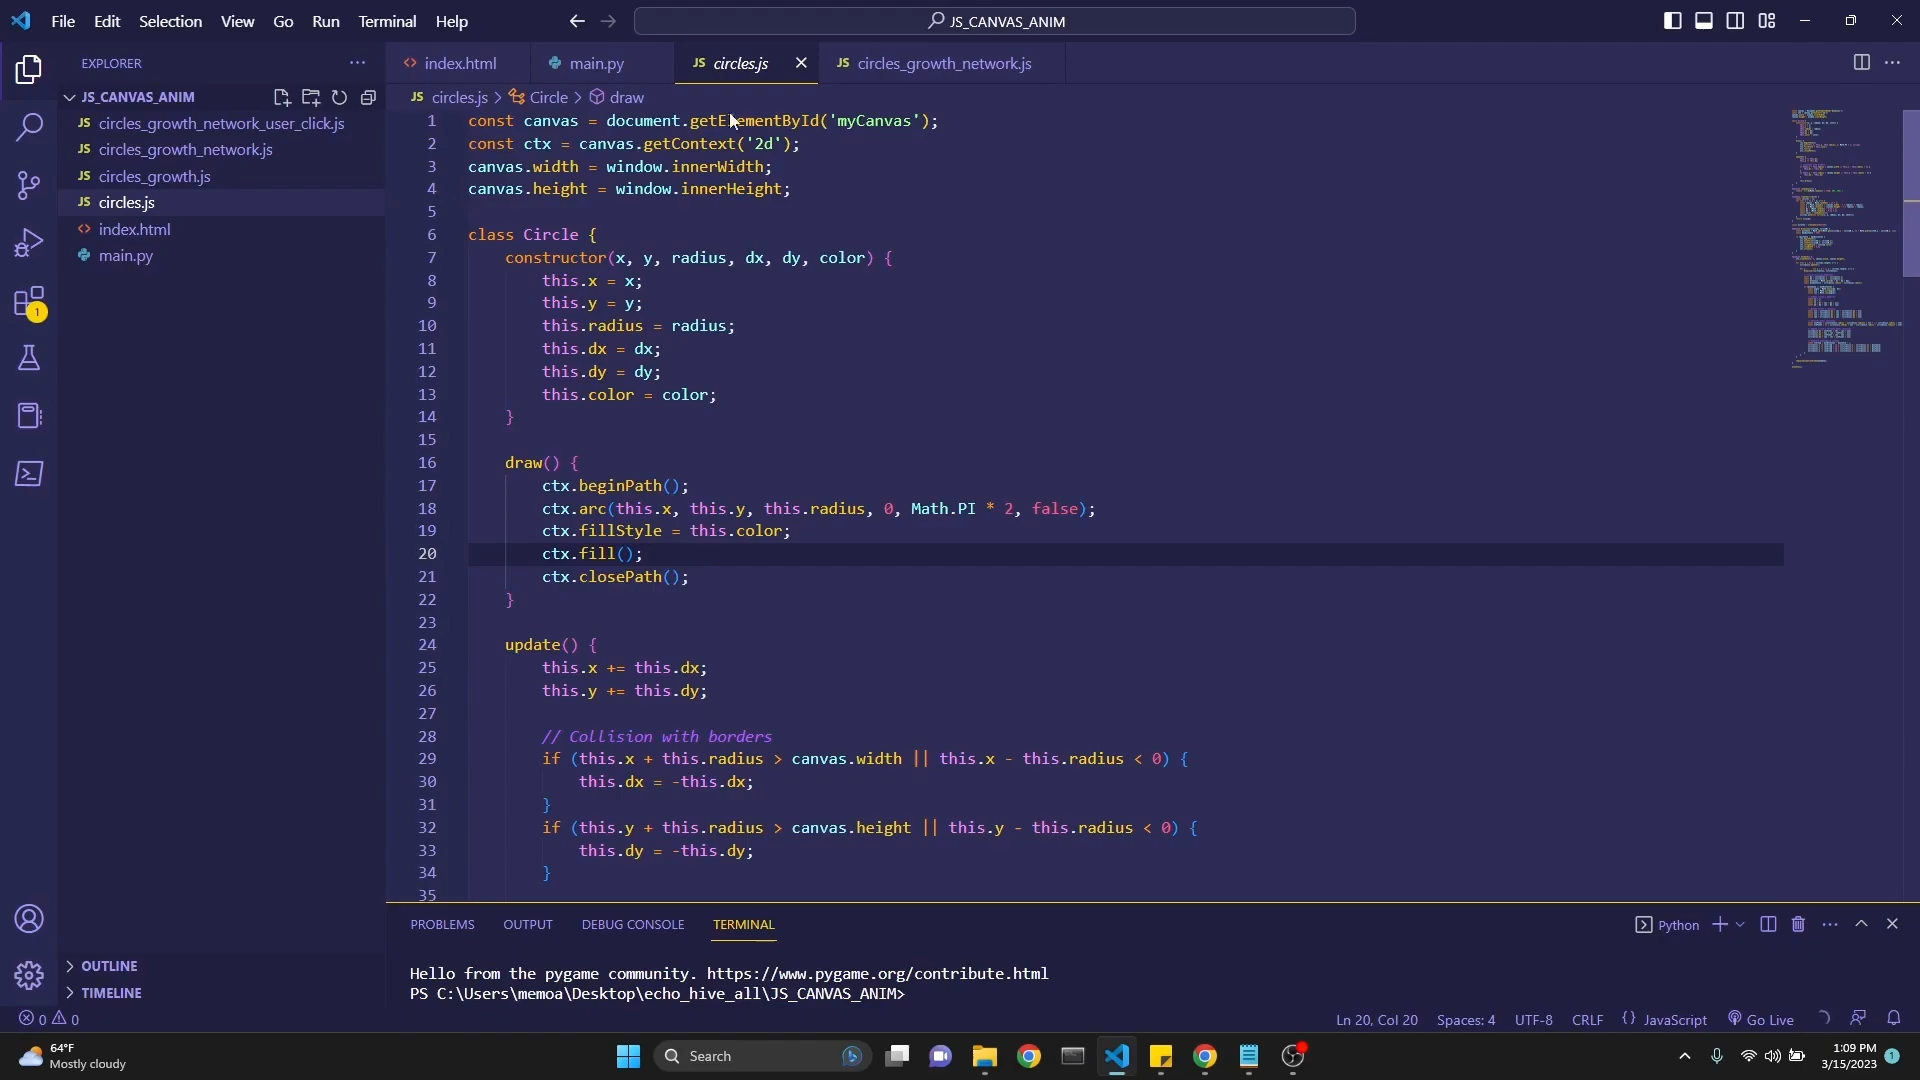 File Edit Selection View Go Run Terminal Help
JS_CANVAS_ANIM
EXPLORER
JS_CANVAS_ANIM
JS circles_growth_network_user_click.js
JS circles_growth_network.js
JS circles_growth.js
JS circles.js
<> index.html
main.py
1
OUTLINE
TIMELINE
<> index.html
main.py
JS circles.js
JS circles_growth_network.js
JS circles.js > Circle > draw
1 const canvas = document.getElementById('myCanvas');
2 const ctx = canvas.getContext('2d');
3 canvas.width = window.innerWidth;
4 canvas.height = window.innerHeight;
5
6 class Circle {
7 constructor(x, y, radius, dx, dy, color) {
8 this.x = x;
9 this.y = y;
10 this.radius = radius;
11 this.dx = dx;
12 this.dy = dy;
13 this.color = color;
14 }
15
16 draw() {
17 ctx.beginPath();
18 ctx.arc(this.x, this.y, this.radius, 0, Math.PI * 2, false);
19 ctx.fillStyle = this.color;
20 ctx.fill();
21 ctx.closePath();
22 }
23
24 update() {
25 this.x += this.dx;
26 this.y += this.dy;
27
28 // Collision with borders
29 if (this.x + this.radius > canvas.width || this.x - this.radius < 0) {
30 this.dx = -this.dx;
31 }
32 if (this.y + this.radius > canvas.height || this.y - this.radius < 0) {
33 this.dy = -this.dy;
34 }
35
PROBLEMS OUTPUT DEBUG CONSOLE TERMINAL
Python
Hello from the pygame community. https://www.pygame.org/contribute.html
PS C:\Users\memoa\Desktop\echo_hive_all\JS_CANVAS_ANIM>
0 0
Ln 20, Col 20 Spaces: 4 UTF-8 CRLF {} JavaScript Go Live
64°F
Mostly cloudy
Search
1:09 PM
3/15/2023
1